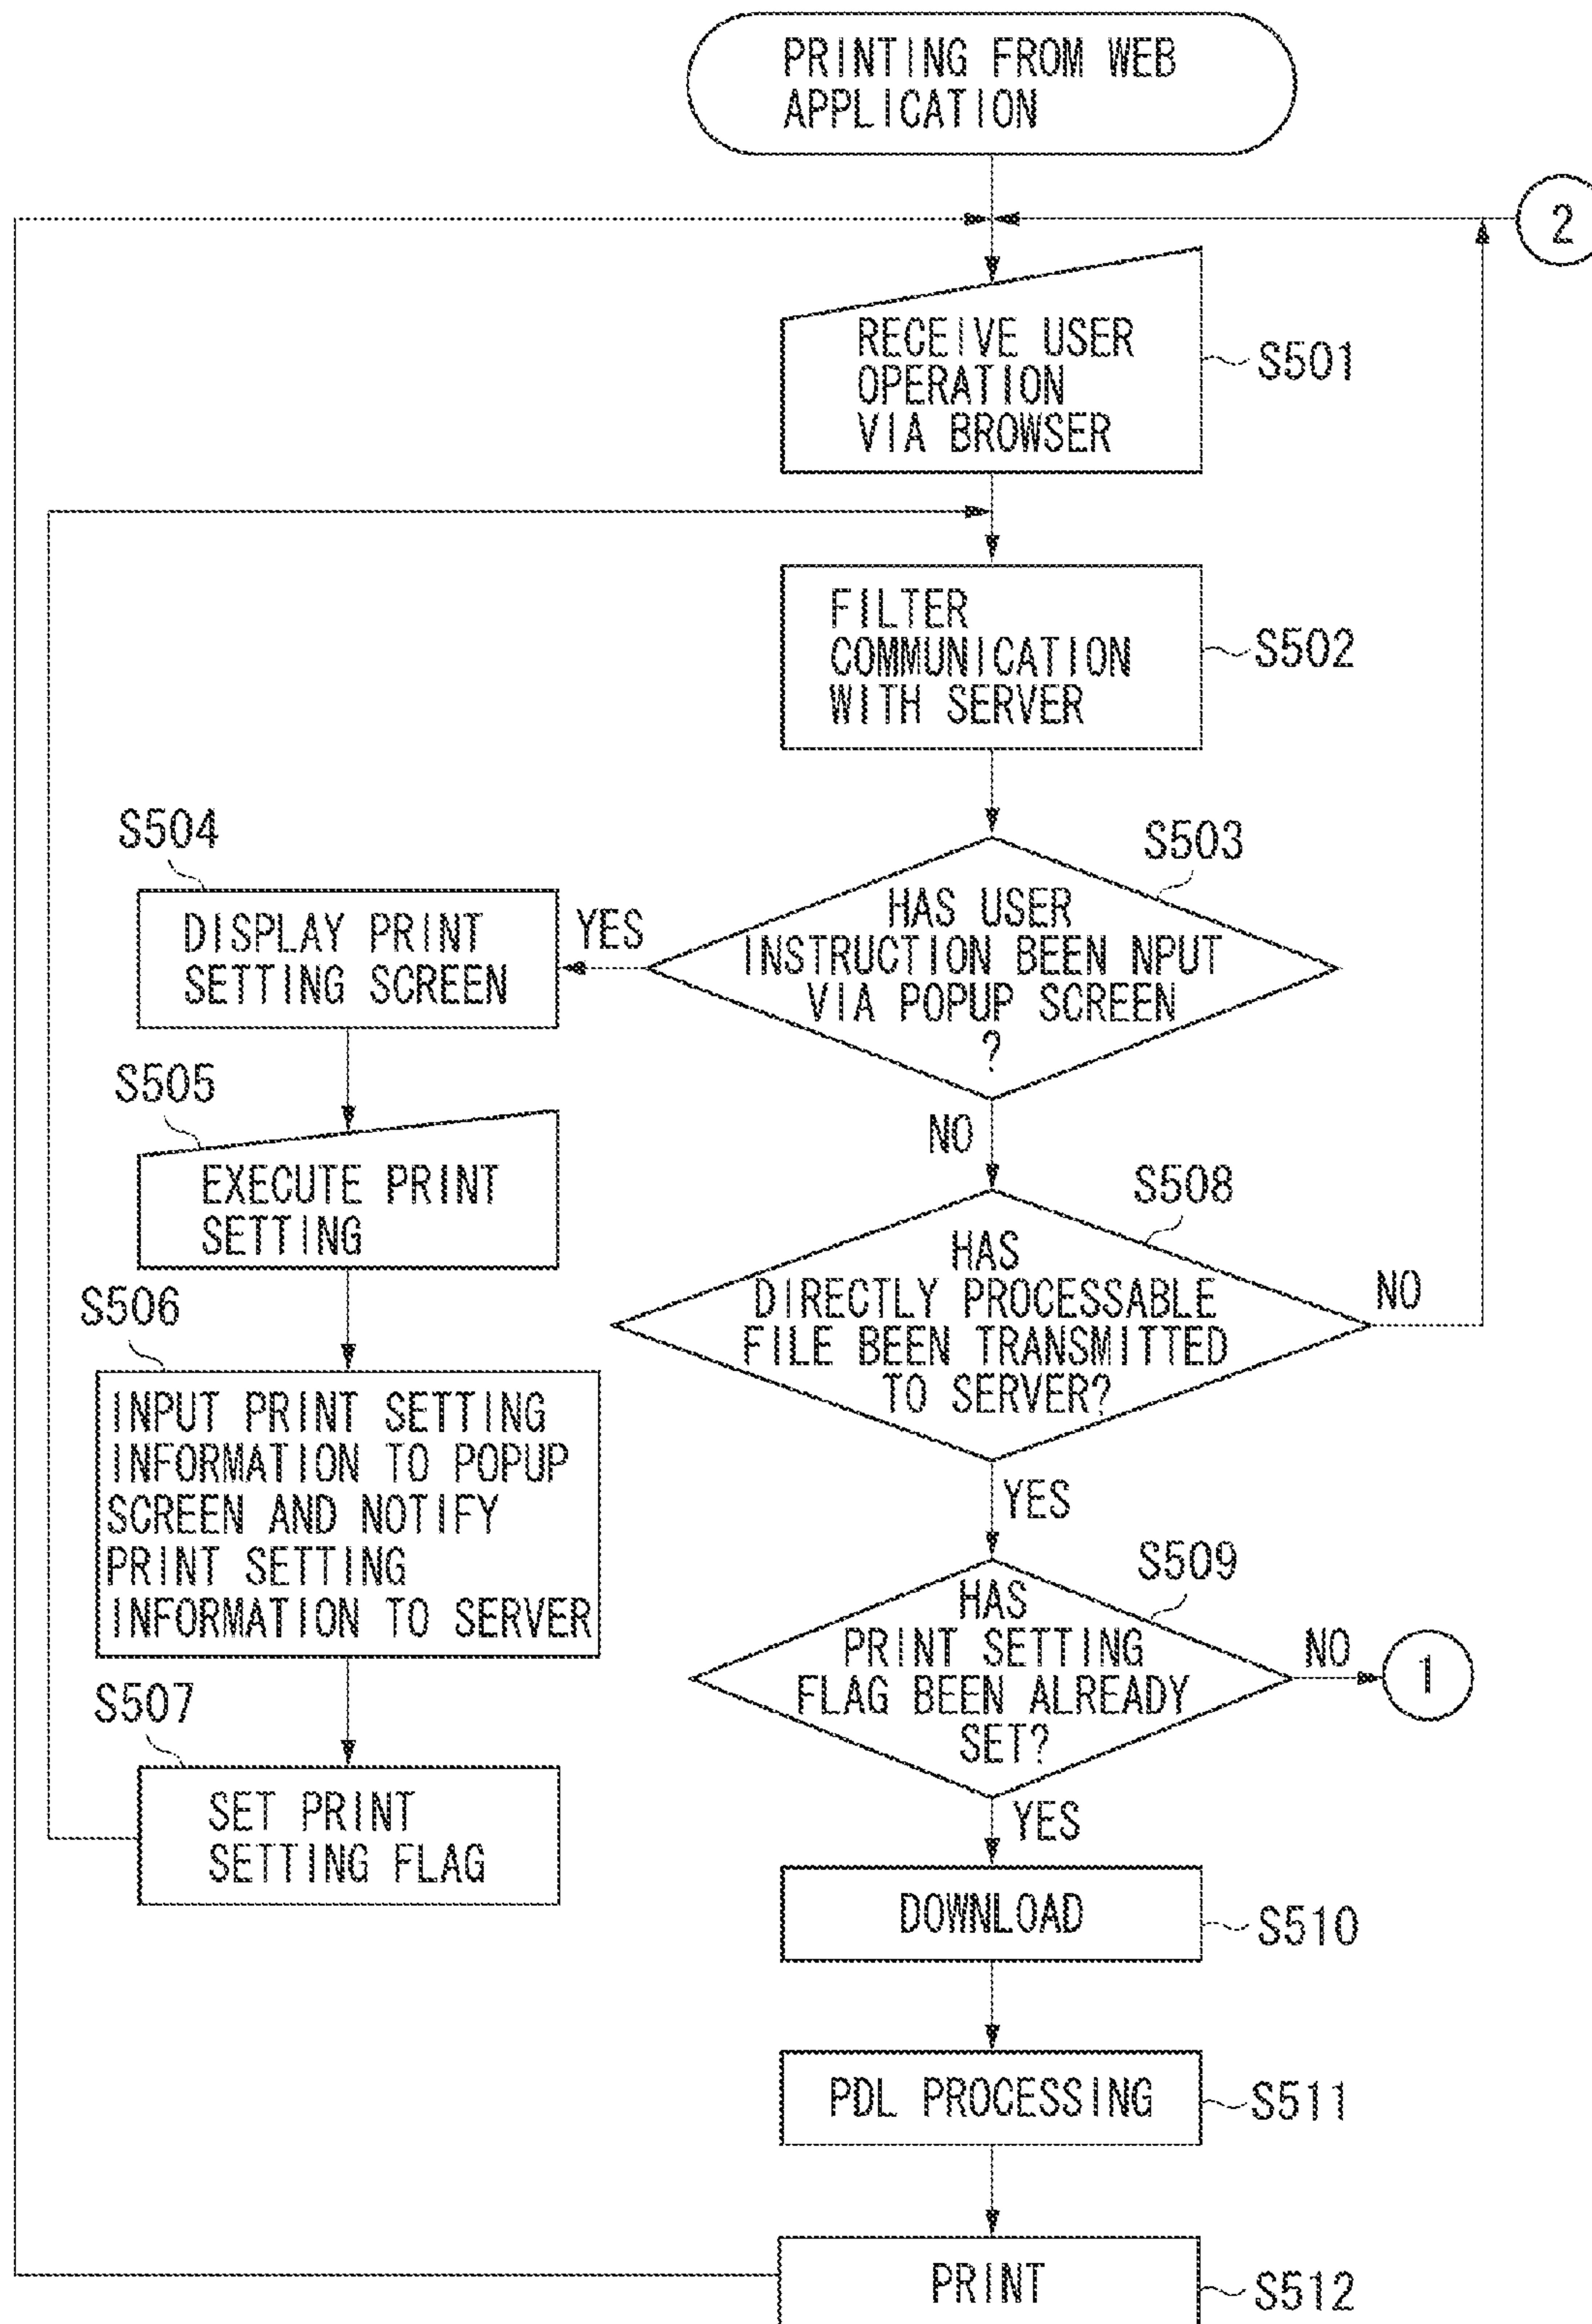 PRINTING FROM WEB
APPLICATION
2
RECEIVE USER
OPERATION
VIA BROWSER
S501
FILTER
COMMUNICATION
WITH SERVER
S502
S503
HAS USER
INSTRUCTION BEEN NPUT
VIA POPUP SCREEN
?
YES
NO
S504
DISPLAY PRINT
SETTING SCREEN
S505
EXECUTE PRINT
SETTING
S506
INPUT PRINT SETTING
INFORMATION TO POPUP
SCREEN AND NOTIFY
PRINT SETTING
INFORMATION TO SERVER
S507
SET PRINT
SETTING FLAG
S508
HAS
DIRECTLY PROCESSABLE
FILE BEEN TRANSMITTED
TO SERVER?
NO
YES
S509
HAS
PRINT SETTING
FLAG BEEN ALREADY
SET?
NO
1
YES
DOWNLOAD
S510
PDL PROCESSING
S511
PRINT
S512